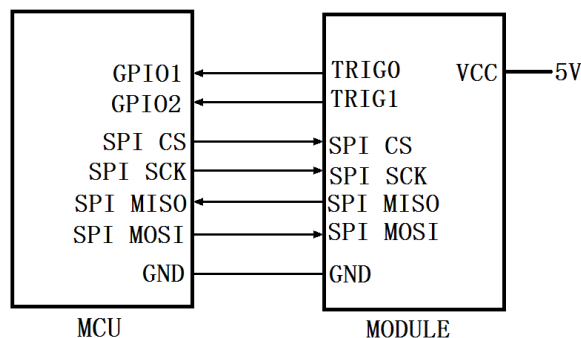 GPIO1
GPIO2
SPI CS
SPI SCK
SPI MISO
SPI MOSI
GND
MCU
TRIG0
VCC
5V
TRIG1
SPI CS
SPI SCK
SPI MISO
SPI MOSI
GND
MODULE